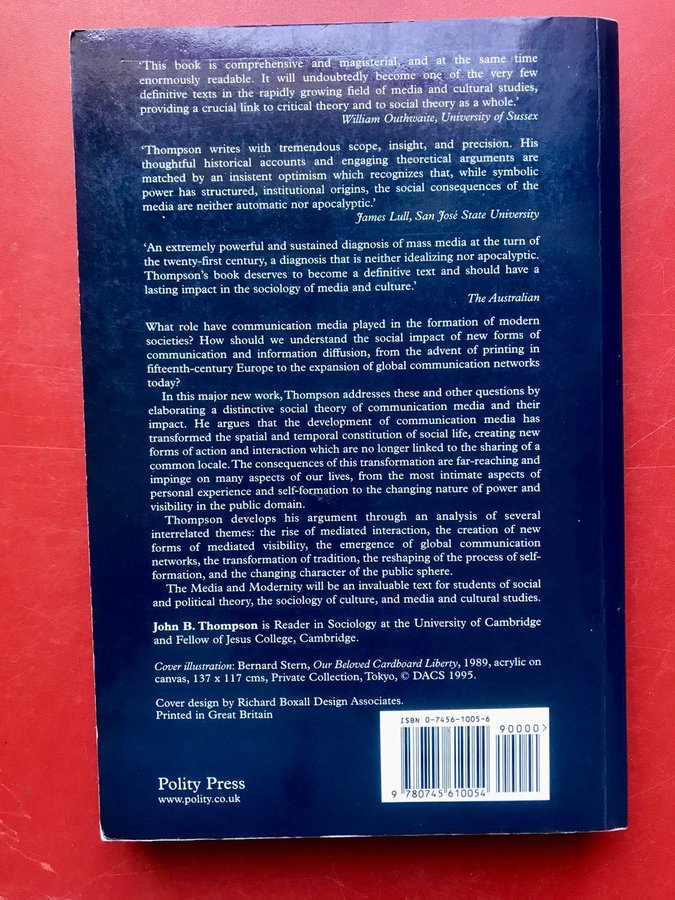 ‘This book is comprehensive and magisterial, and at the same time
enormously readable. It will undoubtedly become one of the very few
definitive texts in the rapidly growing field of media and cultural studies,
providing a crucial link to critical theory and to social theory as a whole.’
William Outhwaite, University of Sussex
‘Thompson writes with tremendous scope, insight, and precision. His
thoughtful historical accounts and engaging theoretical arguments are
matched by an insistent optimism which recognizes that, while symbolic
power has structured, institutional origins, the social consequences of the
media are neither automatic nor apocalyptic.’
James Lull, San José State University
‘An extremely powerful and sustained diagnosis of mass media at the turn of
the twenty-first century, a diagnosis that is neither idealizing nor apocalyptic.
Thompson’s book deserves to become a definitive text and should have a
lasting impact in the sociology of media and culture.’
The Australian
What role have communication media played in the formation of modern
societies? How should we understand the social impact of new forms of
communication and information diffusion, from the advent of printing in
fifteenth-century Europe to the expansion of global communication networks
today?
In this major new work, Thompson addresses these and other questions by
elaborating a distinctive social theory of communication media and their
impact. He argues that the development of communication media has
transformed the spatial and temporal constitution of social life, creating new
forms of action and interaction which are no longer linked to the sharing of a
common locale. The consequences of this transformation are far-reaching and
impinge on many aspects of our lives, from the most intimate aspects of
personal experience and self-formation to the changing nature of power and
visibility in the public domain.
Thompson develops his argument through an analysis of several
interrelated themes: the rise of mediated interaction, the creation of new
forms of mediated visibility, the emergence of global communication
networks, the transformation of tradition, the reshaping of the process of self-
formation, and the changing character of the public sphere.
The Media and Modernity will be an invaluable text for students of social
and political theory, the sociology of culture, and media and cultural studies.
John B. Thompson is Reader in Sociology at the University of Cambridge
and Fellow of Jesus College, Cambridge.
Cover illustration: Bernard Stern, Our Beloved Cardboard Liberty, 1989, acrylic on
canvas, 137 x 117 cms, Private Collection, Tokyo, © DACS 1995.
Cover design by Richard Boxall Design Associates.
Printed in Great Britain
ISBN 0-7456-1005-6
90000>
9 780745 610054
Polity Press
www.polity.co.uk